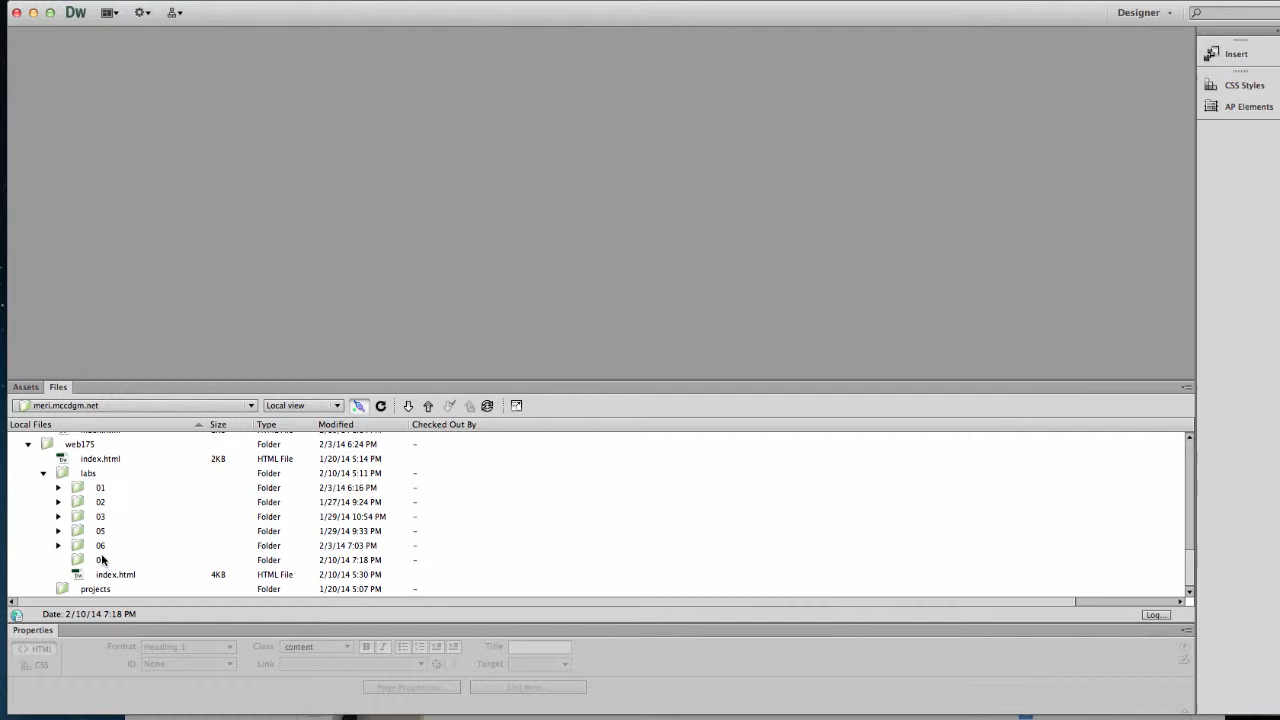 Dw Designer
Insert
CSS Styles
AP Elements
Assets Files
meri.mccdgm.net Local view
Local Files Size Type Modified Checked Out By
web175 Folder 2/3/14 6:24 PM –
index.html 2KB HTML File 1/20/14 5:14 PM –
labs Folder 2/10/14 5:11 PM –
01 Folder 2/3/14 6:16 PM –
02 Folder 1/27/14 9:24 PM –
03 Folder 1/29/14 10:54 PM –
05 Folder 1/29/14 9:33 PM –
06 Folder 2/3/14 7:03 PM –
Folder 2/10/14 7:18 PM –
index.html 4KB HTML File 2/10/14 5:30 PM –
projects Folder 1/20/14 5:07 PM –
Date: 2/10/14 7:18 PM Log...
Properties
<> HTML Format Heading 1 Class content B I Title
CSS ID None Link Target
Page Properties... List Item...